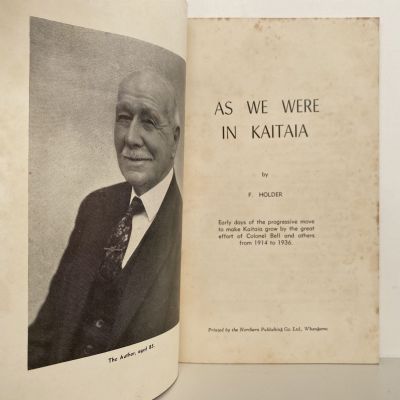 The Author, aged 85.
AS WE WERE
IN KAITAIA
by
F. HOLDER
Early days of the progressive move
to make Kaitaia grow by the great
effort of Colonel Bell and others
from 1914 to 1936.
Printed by the Northern Publishing Co. Ltd., Whangarei.